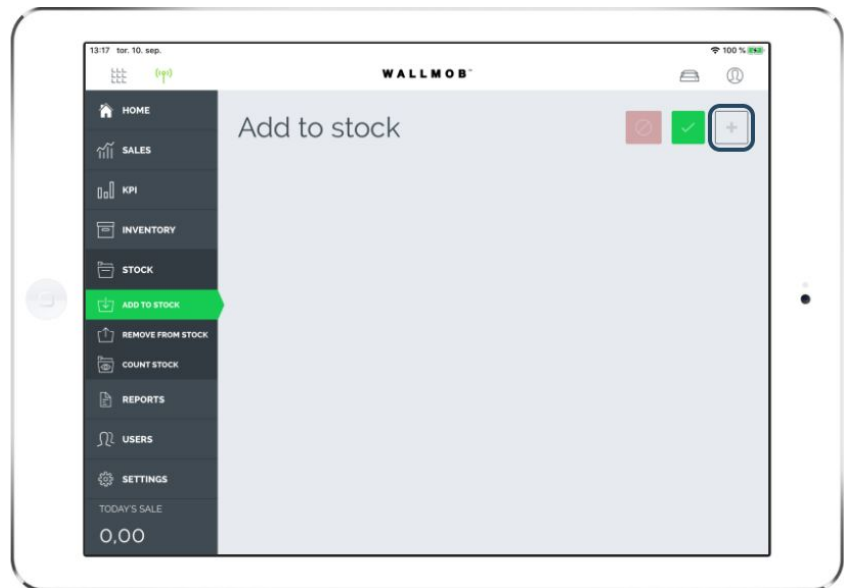 13:17 tor. 10. sep.
100 %
WALLMOB™
HOME
Add to stock
SALES
KPI
INVENTORY
STOCK
ADD TO STOCK
REMOVE FROM STOCK
COUNT STOCK
REPORTS
USERS
SETTINGS
TODAY'S SALE
0,00